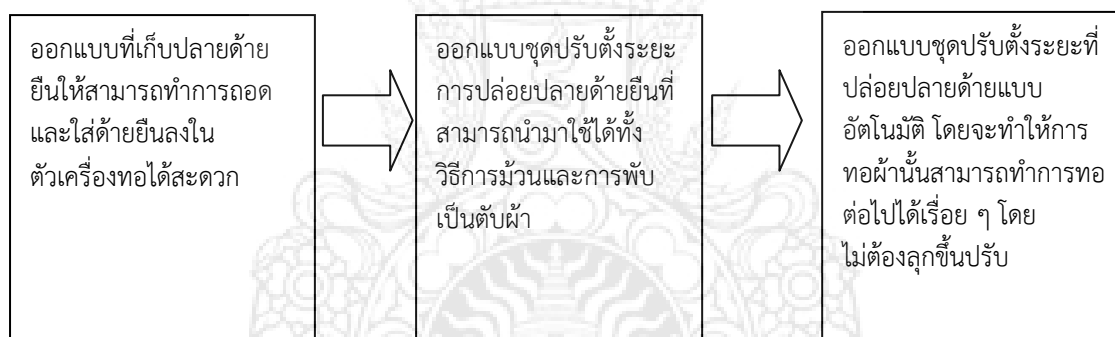 ออกแบบที่เก็บปลายด้าย
ยืนให้สามารถทำการถอด
และใส่ด้ายยืนลงใน
ตัวเครื่องทอได้สะดวก
ออกแบบชุดปรับตั้งระยะ
การปล่อยปลายด้ายยืนที่
สามารถนำมาใช้ได้ทั้ง
วิธีการม้วนและการพับ
เป็นตับผ้า
ออกแบบชุดปรับตั้งระยะที่
ปล่อยปลายด้ายแบบ
อัตโนมัติ โดยจะทำให้การ
ทอผ้านั้นสามารถทำการทอ
ต่อไปได้เรื่อย ๆ โดย
ไม่ต้องลุกขึ้นปรับ